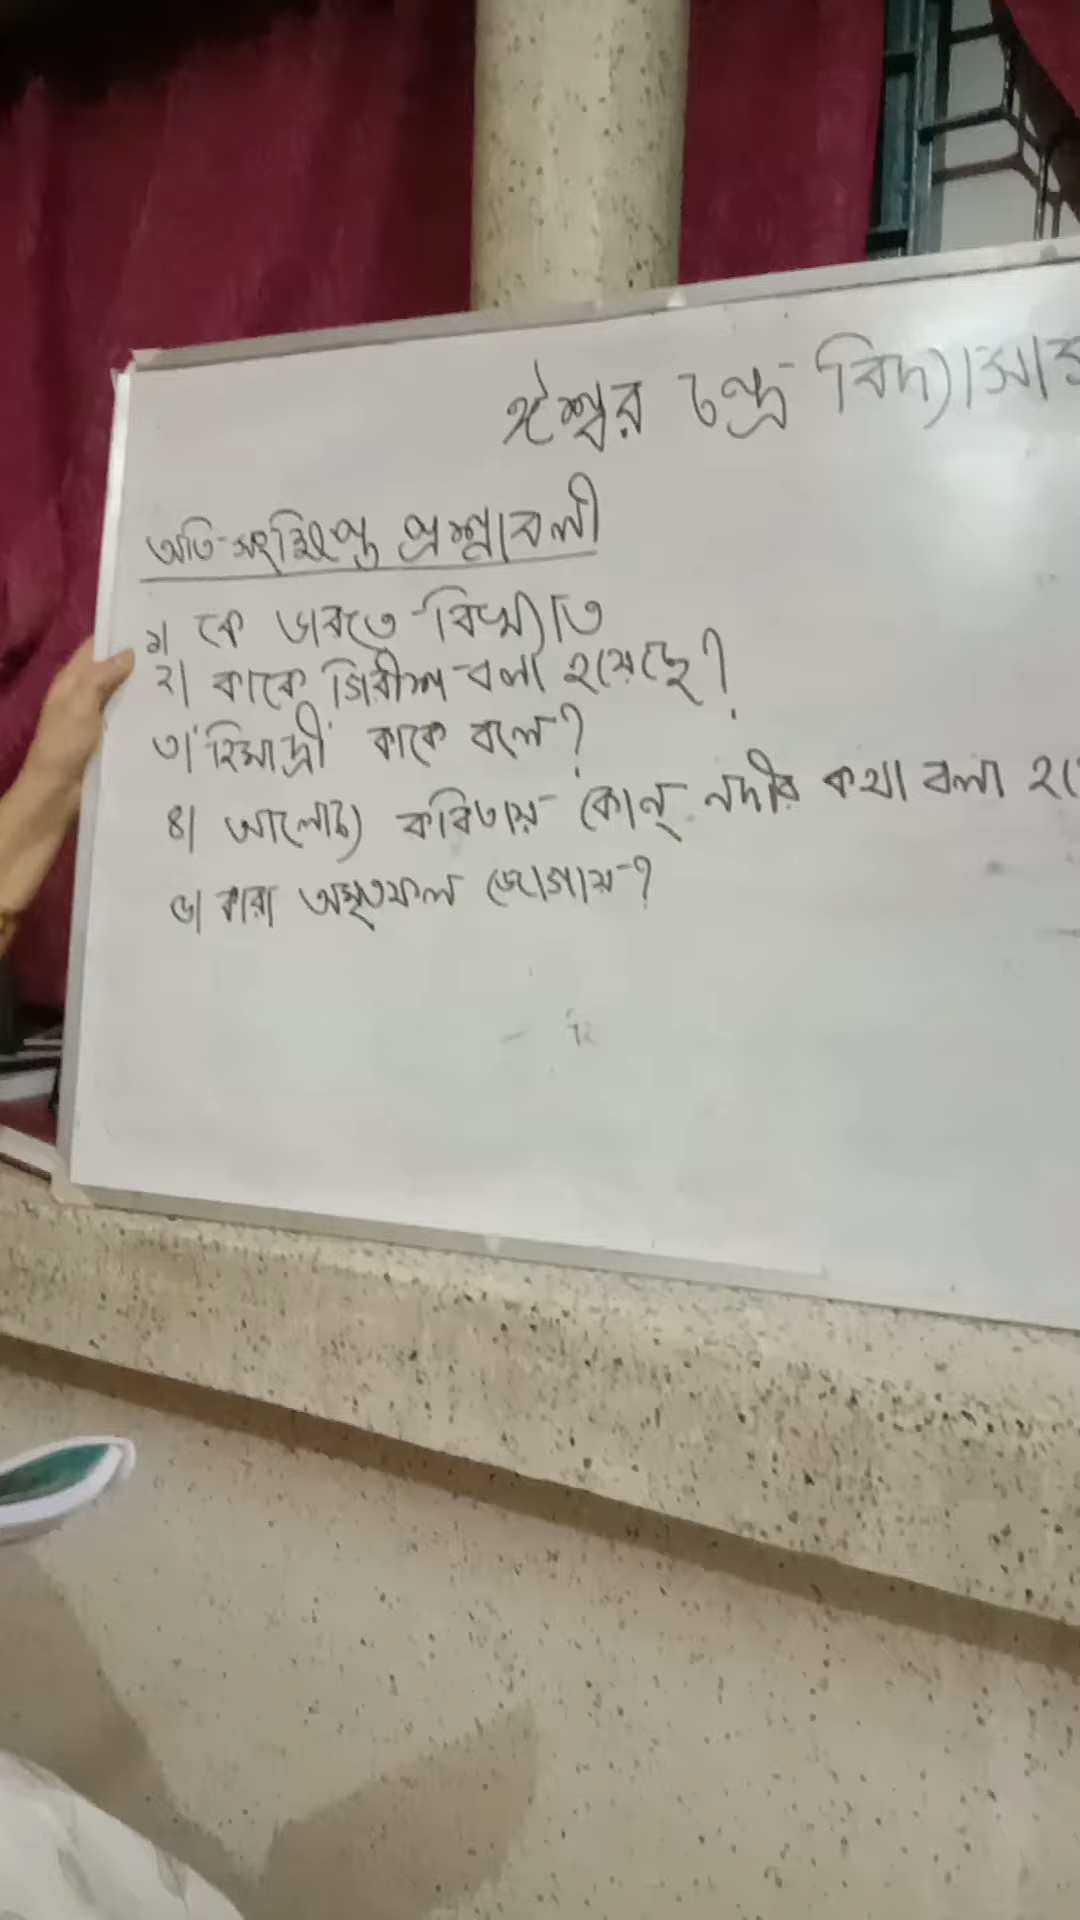 ঈশ্বর চন্দ্র বিদ্যাসাগ
অতি-সংক্ষিপ্ত প্রশ্নাবলী
১। কে ভারতে বিখ্যাত
২। কাকে গিরীশ বলা হয়েছে?
৩। 'হিমাদ্রী' কাকে বলে?
৪। আলোচ্য কবিতায় কোন্ নদীর কথা বলা হয়ে
৫। কারা অমৃতফল জোগায়?